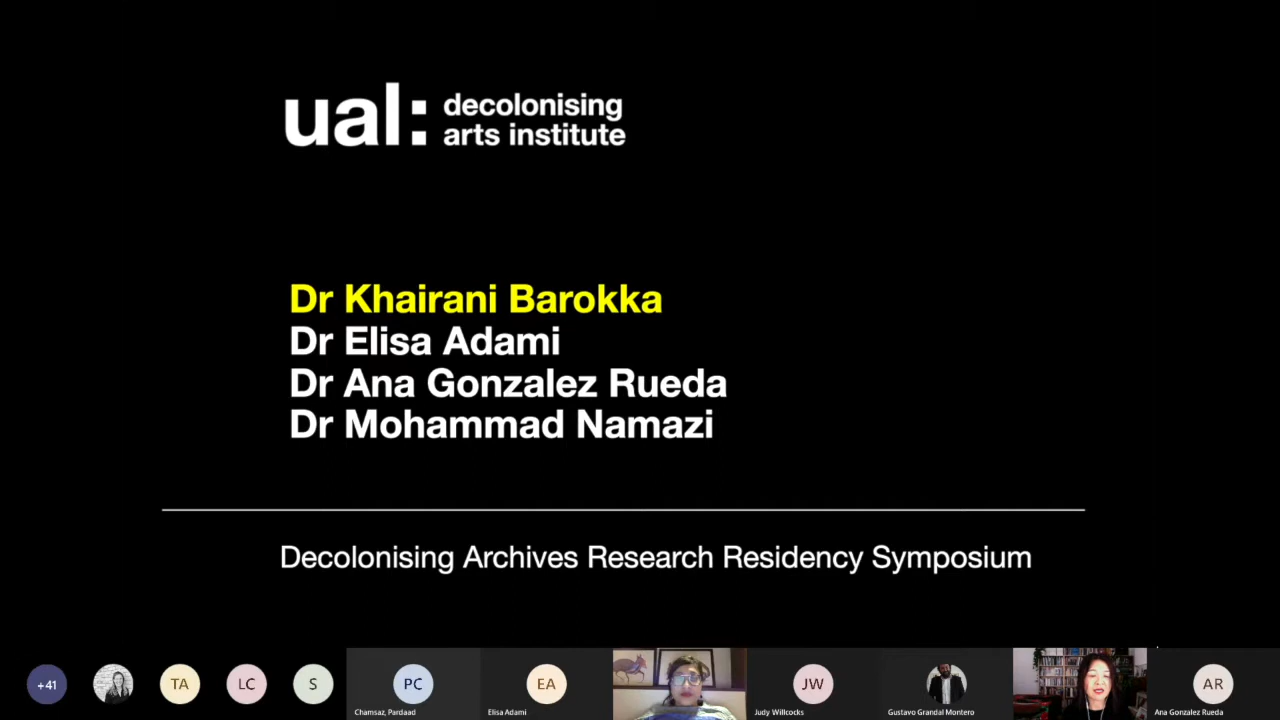 ual: decolonising
arts institute
Dr Khairani Barokka
Dr Elisa Adami
Dr Ana Gonzalez Rueda
Dr Mohammad Namazi
Decolonising Archives Research Residency Symposium
+41
TA
LC
S
PC
EA
JW
AR
Chamsaz, Pardaad
Elisa Adami
Judy Willcocks
Gustavo Grandal Montero
Ana Gonzalez Rueda